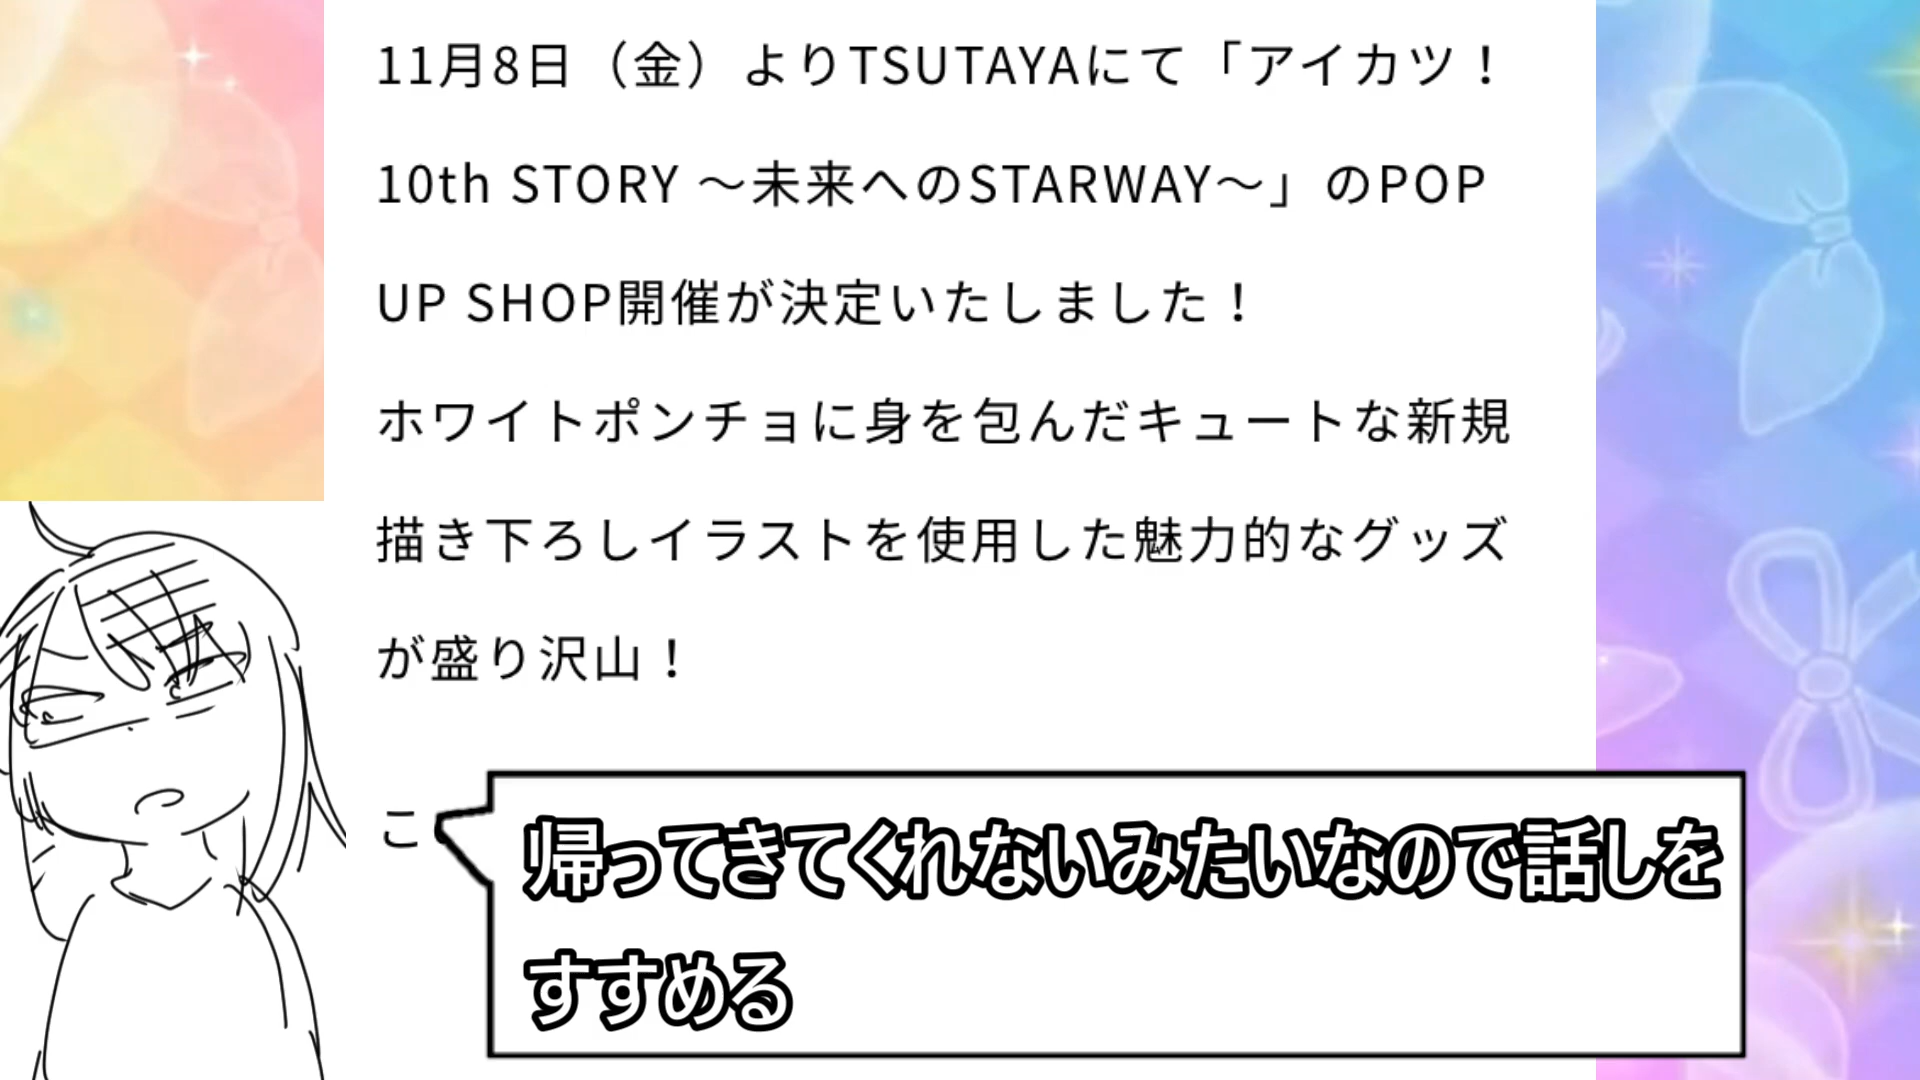 11月8日（金）よりTSUTAYAにて「アイカツ！
10th STORY ～未来へのSTARWAY～」のPOP
UP SHOP開催が決定いたしました！
ホワイトポンチョに身を包んだキュートな新規
描き下ろしイラストを使用した魅力的なグッズ
が盛り沢山！
こ
帰ってきてくれないみたいなので話しを
すすめる